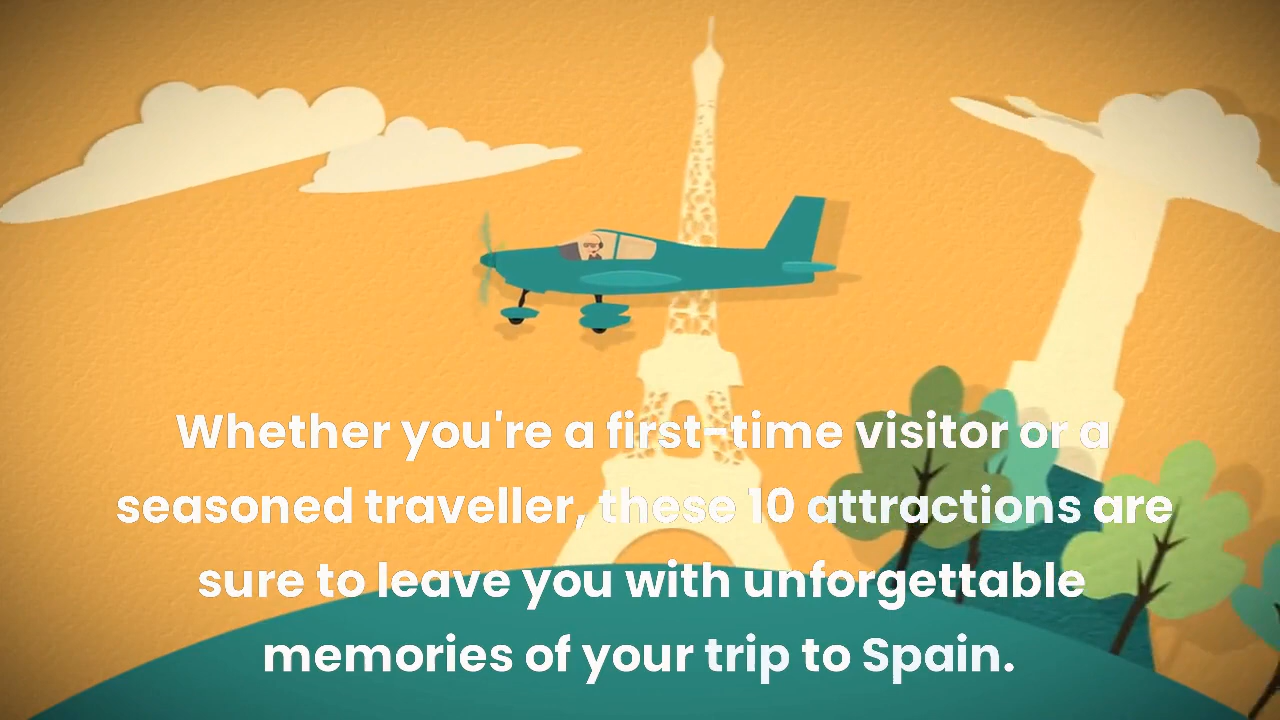 Whether you're a first-time visitor or a
seasoned traveller, these 10 attractions are
sure to leave you with unforgettable
memories of your trip to Spain.